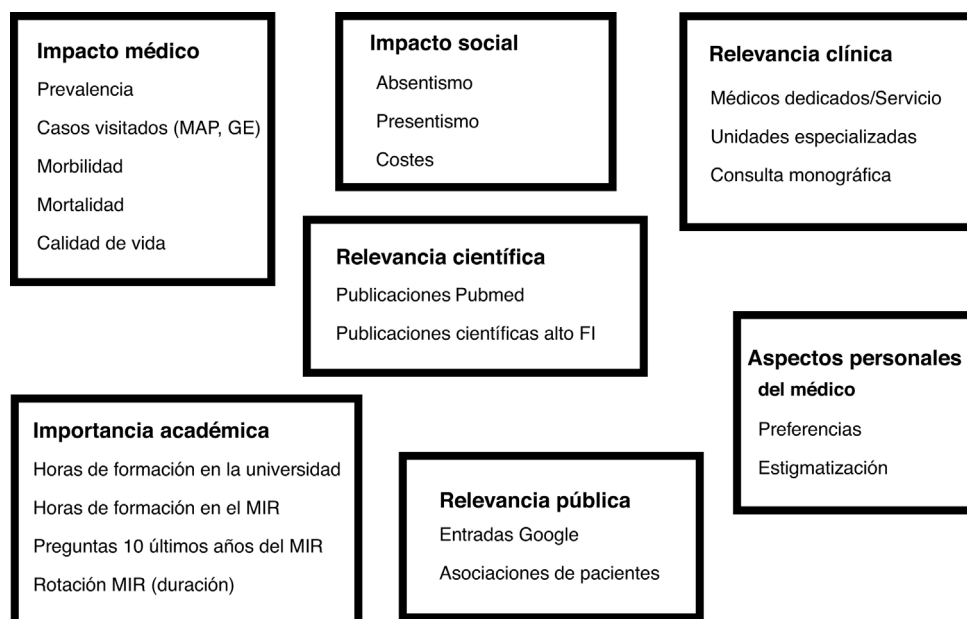 Impacto médico
Prevalencia
Casos visitados (MAP, GE)
Morbilidad
Mortalidad
Calidad de vida
Impacto social
Absentismo
Presentismo
Costes
Relevancia clínica
Médicos dedicados/Servicio
Unidades especializadas
Consulta monográfica
Relevancia científica
Publicaciones Pubmed
Publicaciones científicas alto FI
Aspectos personales
del médico
Preferencias
Estigmatización
Importancia académica
Horas de formación en la universidad
Horas de formación en el MIR
Preguntas 10 últimos años del MIR
Rotación MIR (duración)
Relevancia pública
Entradas Google
Asociaciones de pacientes